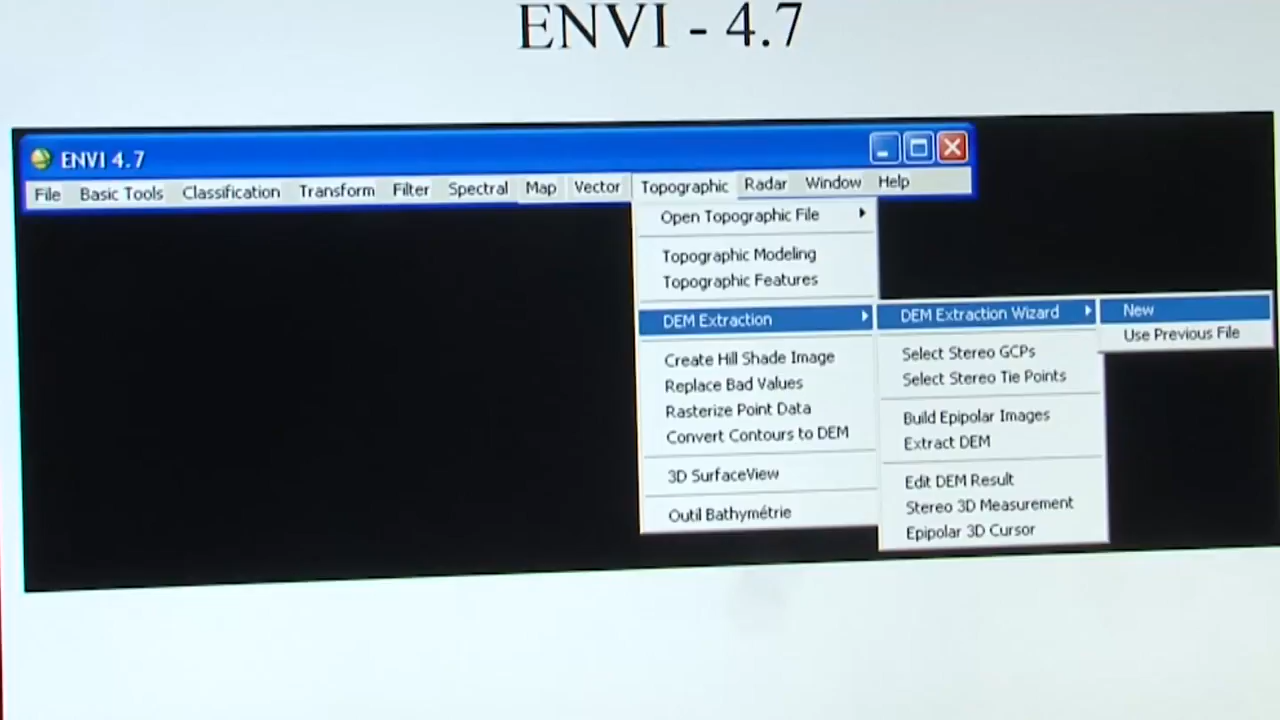 ENVI - 4.7
ENVI 4.7
File Basic Tools Classification Transform Filter Spectral Map Vector Topographic Radar Window Help
Open Topographic File
Topographic Modeling
Topographic Features
DEM Extraction
Create Hill Shade Image
Replace Bad Values
Rasterize Point Data
Convert Contours to DEM
3D SurfaceView
Outil Bathymétrie
DEM Extraction Wizard
Select Stereo GCPs
Select Stereo Tie Points
Build Epipolar Images
Extract DEM
Edit DEM Result
Stereo 3D Measurement
Epipolar 3D Cursor
New
Use Previous File